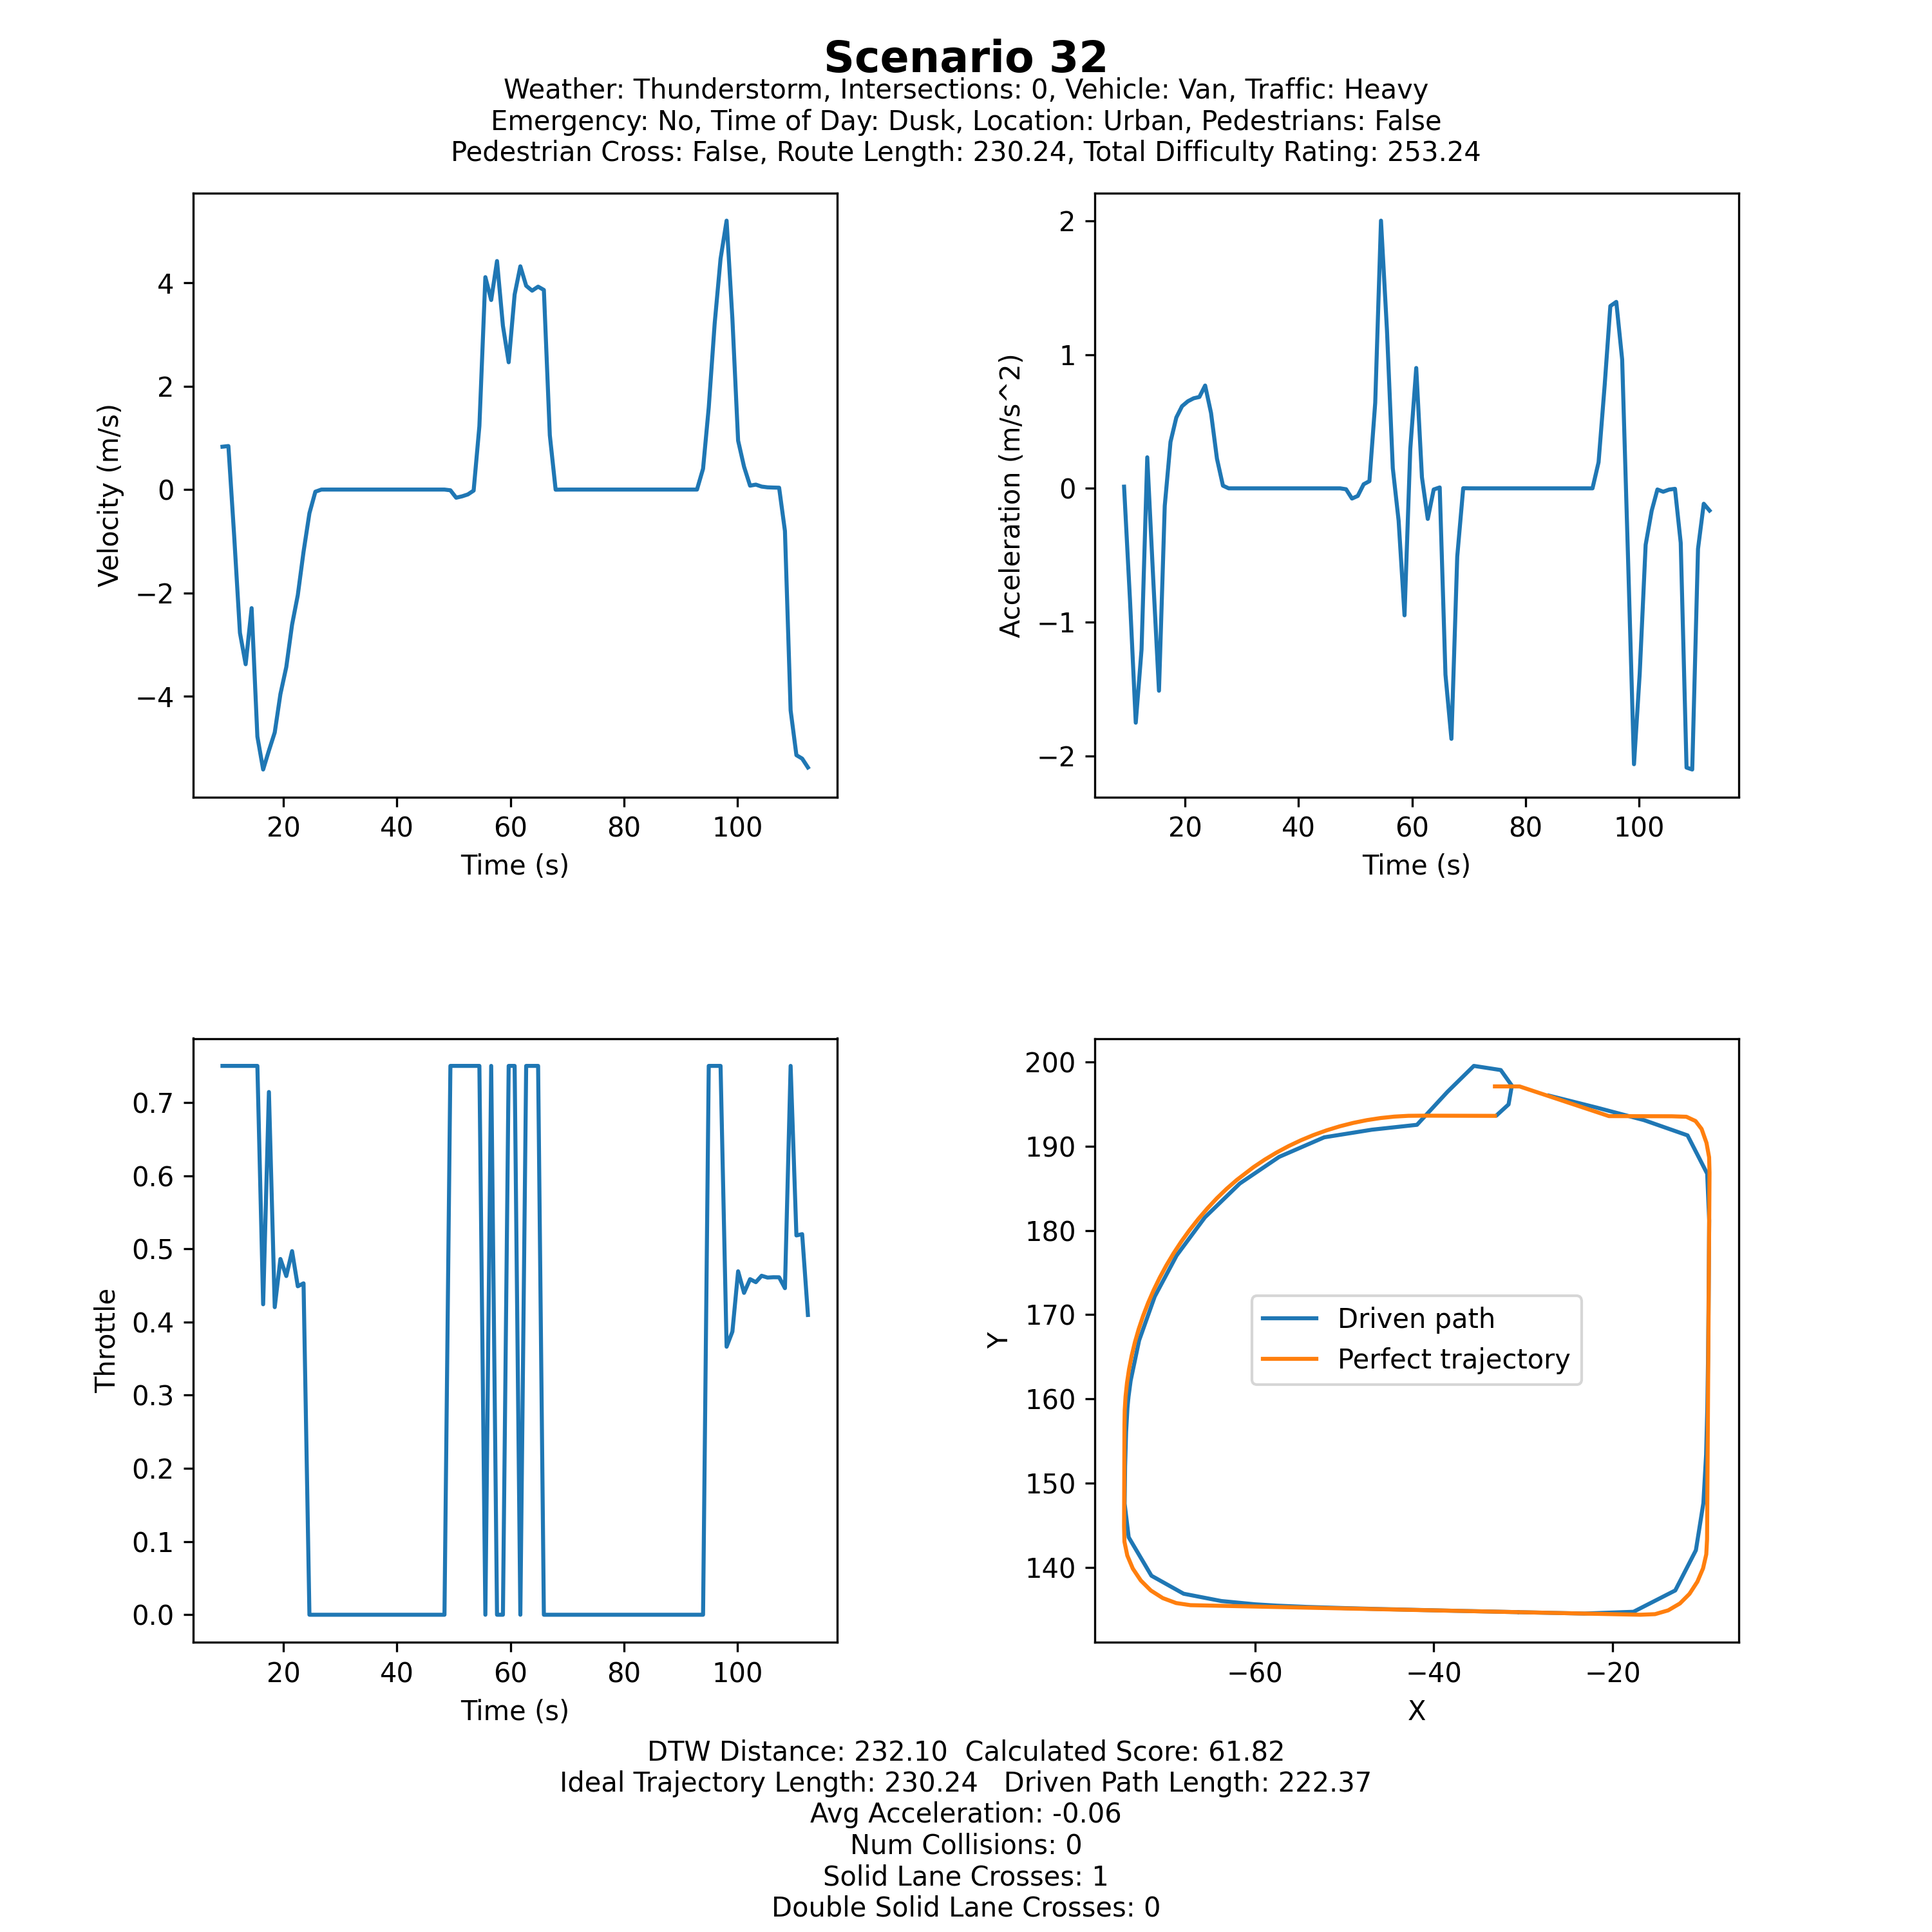 Scenario 32
Weather: Thunderstorm, Intersections: 0, Vehicle: Van, Traffic: Heavy
Emergency: No, Time of Day: Dusk, Location: Urban, Pedestrians: False
Pedestrian Cross: False, Route Length: 230.24, Total Difficulty Rating: 253.24
Velocity (m/s)
4
2
0
−2
−4
20 40 60 80 100
Time (s)
Acceleration (m/s^2)
2
1
0
−1
−2
20 40 60 80 100
Time (s)
Throttle
0.7
0.6
0.5
0.4
0.3
0.2
0.1
0.0
20 40 60 80 100
Time (s)
Y
200
190
180
170
160
150
140
Driven path
Perfect trajectory
−60 −40 −20
X
DTW Distance: 232.10 Calculated Score: 61.82
Ideal Trajectory Length: 230.24 Driven Path Length: 222.37
Avg Acceleration: -0.06
Num Collisions: 0
Solid Lane Crosses: 1
Double Solid Lane Crosses: 0